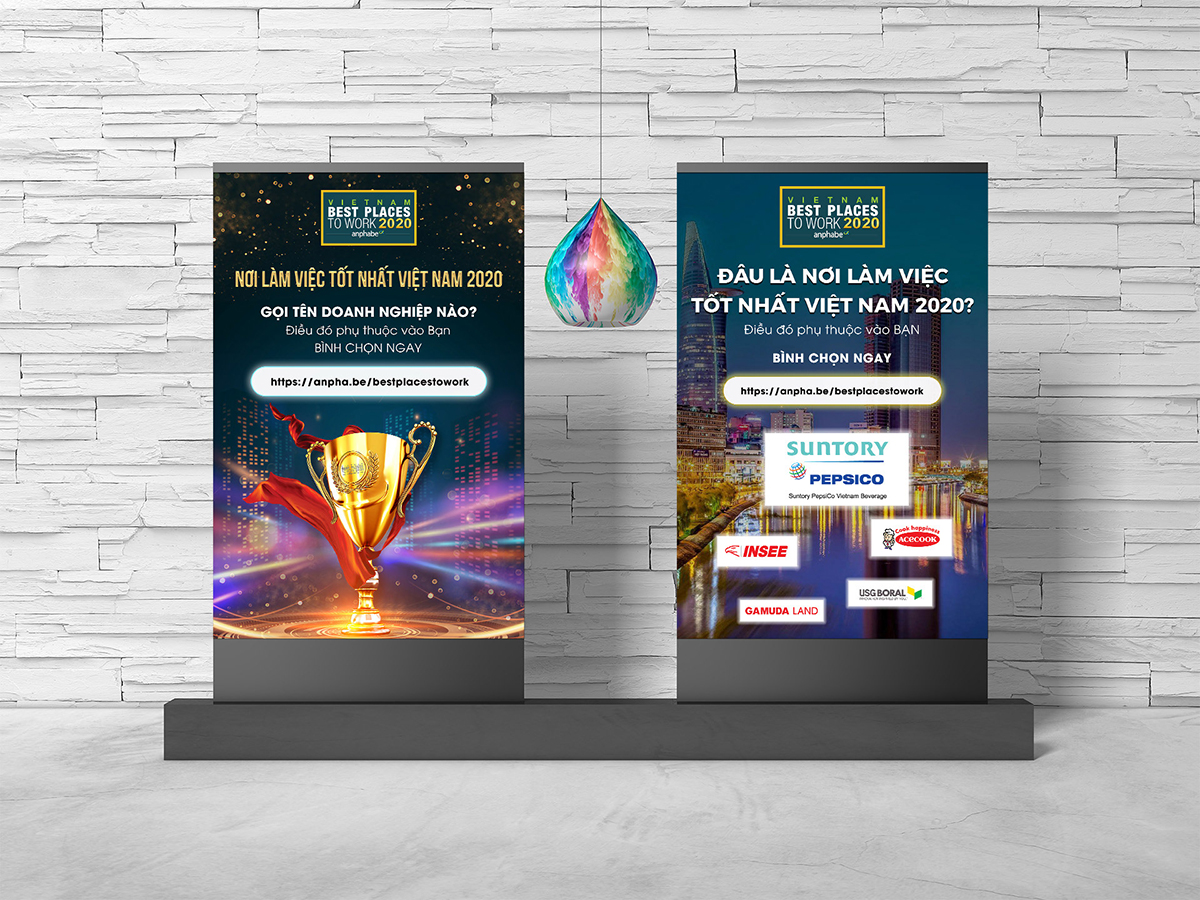 VIETNAM
BEST PLACES
TO WORK 2020
anphabe
NƠI LÀM VIỆC TỐT NHẤT VIỆT NAM 2020
GỌI TÊN DOANH NGHIỆP NÀO?
Điều đó phụ thuộc vào Bạn
BÌNH CHỌN NGAY
https://anpha.be/bestplacestowork
VIETNAM
BEST PLACES
TO WORK 2020
anphabe
ĐÂU LÀ NƠI LÀM VIỆC
TỐT NHẤT VIỆT NAM 2020?
Điều đó phụ thuộc vào BẠN
BÌNH CHỌN NGAY
https://anpha.be/bestplacestowork
SUNTORY
PEPSICO
Suntory PepsiCo Vietnam Beverage
INSEE
Cook happiness
ACECOOK
USG BORAL
GAMUDA LAND